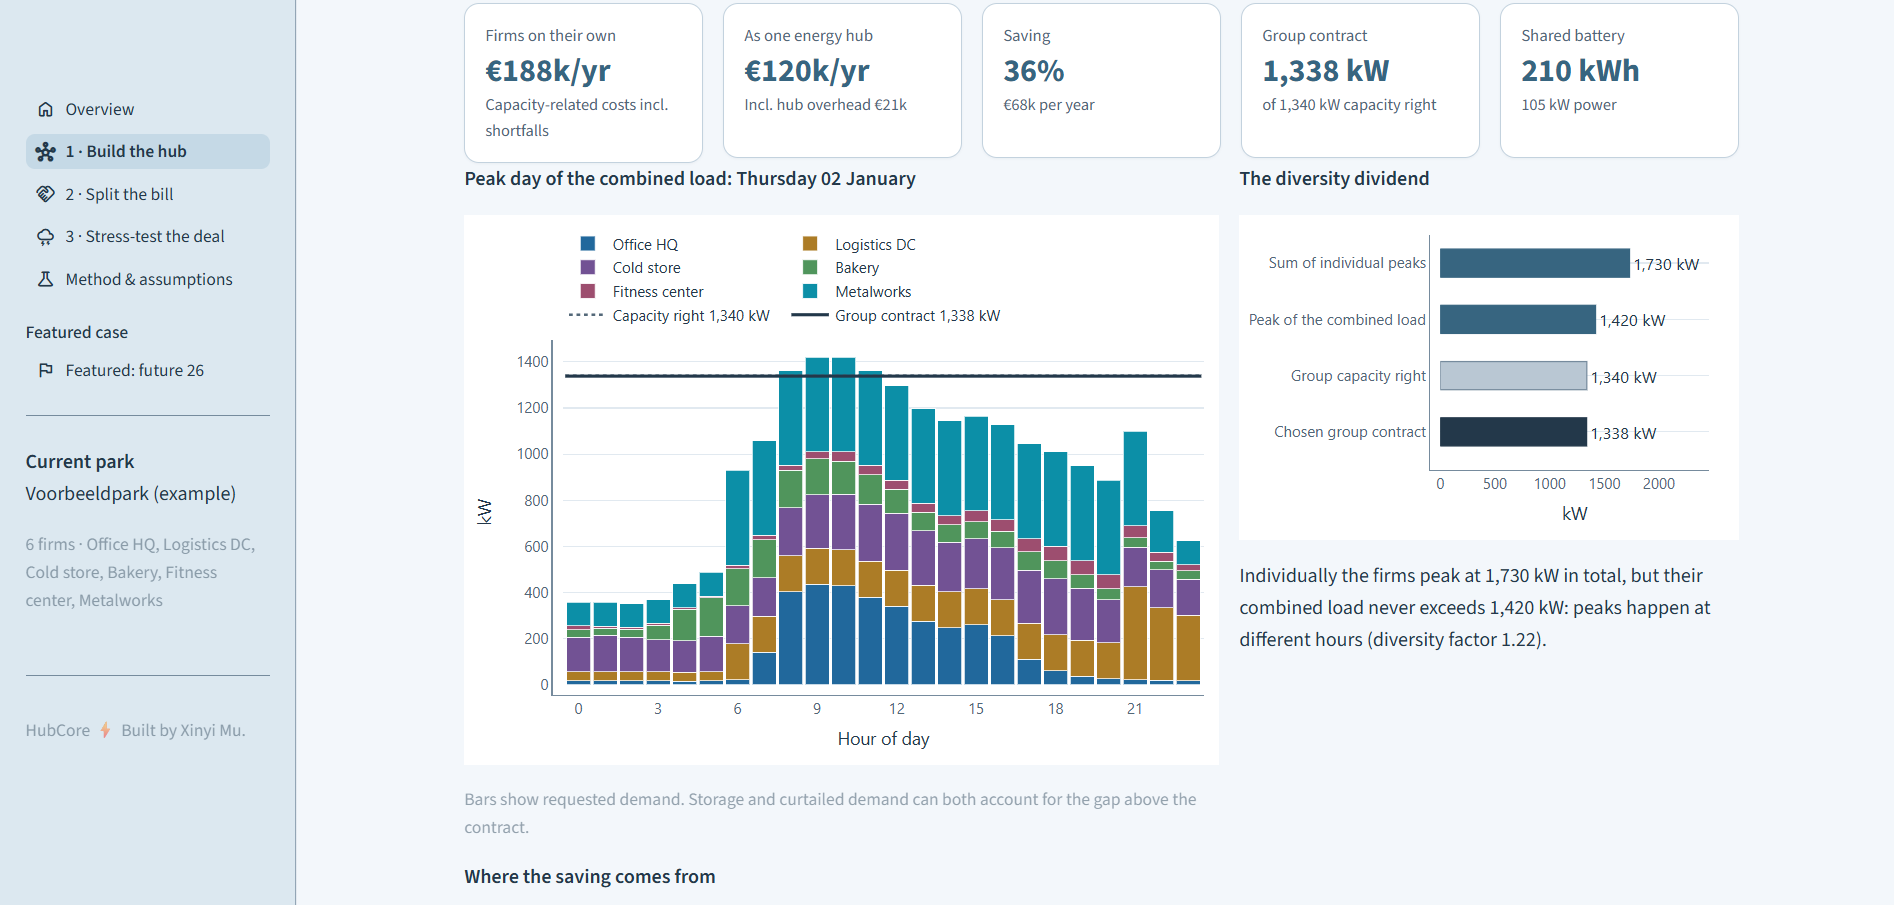 Overview
1 · Build the hub
2 · Split the bill
3 · Stress-test the deal
Method & assumptions
Featured case
Featured: future 26
Current park
Voorbeeldpark (example)
6 firms · Office HQ, Logistics DC,
Cold store, Bakery, Fitness
center, Metalworks
HubCore ⚡ Built by Xinyi Mu.
Firms on their own
€188k/yr
Capacity-related costs incl.
shortfalls
As one energy hub
€120k/yr
Incl. hub overhead €21k
Saving
36%
€68k per year
Group contract
1,338 kW
of 1,340 kW capacity right
Shared battery
210 kWh
105 kW power
Peak day of the combined load: Thursday 02 January
Office HQ
Logistics DC
Cold store
Bakery
Fitness center
Metalworks
Capacity right 1,340 kW
Group contract 1,338 kW
1400
1200
1000
800
600
400
200
0
kW
0 3 6 9 12 15 18 21
Hour of day
Bars show requested demand. Storage and curtailed demand can both account for the gap above the
contract.
Where the saving comes from
The diversity dividend
Sum of individual peaks 1,730 kW
Peak of the combined load 1,420 kW
Group capacity right 1,340 kW
Chosen group contract 1,338 kW
0 500 1000 1500 2000
kW
Individually the firms peak at 1,730 kW in total, but their
combined load never exceeds 1,420 kW: peaks happen at
different hours (diversity factor 1.22).